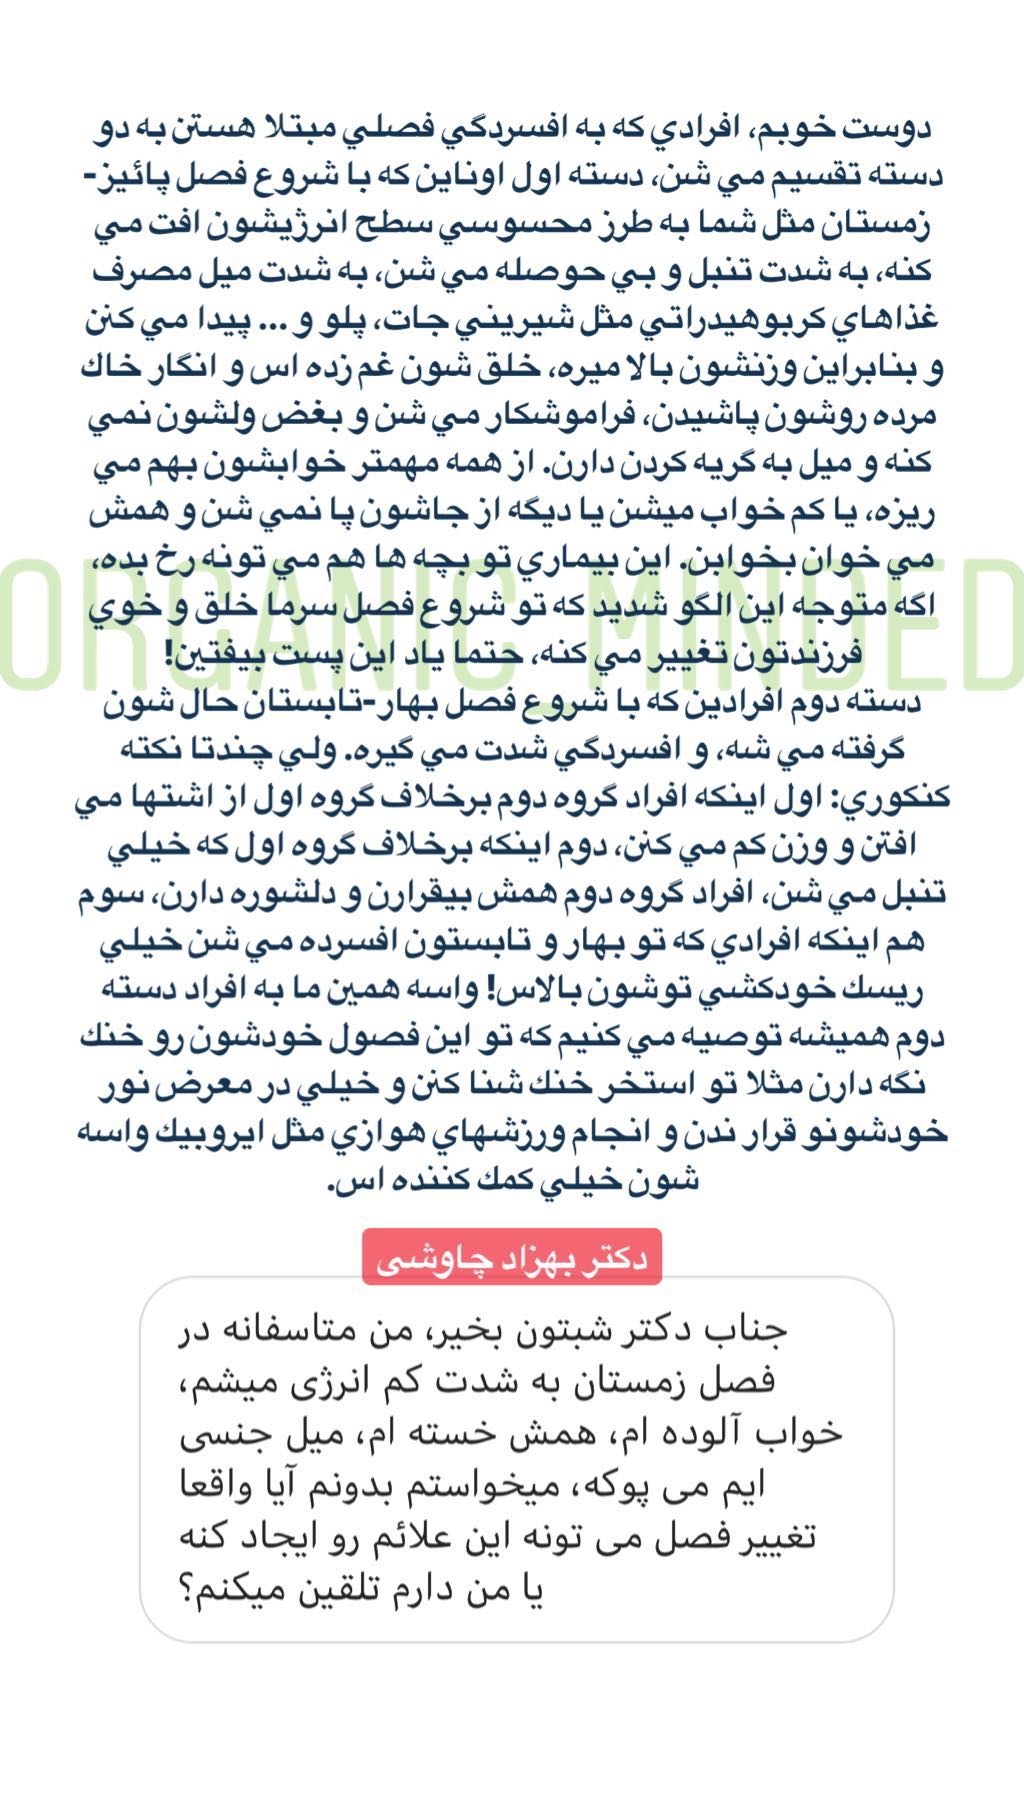 دوست خوبم، افرادي كه به افسردگي فصلي مبتلا هستن به دو
دسته تقسيم مي شن، دسته اول اوناين كه با شروع فصل پائيز-
زمستان مثل شما به طرز محسوسي سطح انرژيشون افت مي
كنه، به شدت تنبل و بي حوصله مي شن، به شدت ميل مصرف
غذاهاي كربوهيدراتي مثل شيريني جات، پلو و ... پيدا مي كنن
و بنابراين وزنشون بالا ميره، خلق شون غم زده اس و انگار خاك
مرده روشون پاشيدن، فراموشكار مي شن و بغض ولشون نمي
كنه و ميل به گريه كردن دارن. از همه مهمتر خوابشون بهم مي
ريزه، يا كم خواب ميشن يا ديگه از جاشون پا نمي شن و همش
مي خوان بخوابن. اين بيماري تو بچه ها هم مي تونه رخ بده،
ORGANIC_MINDED
اگه متوجه اين الگو شديد كه تو شروع فصل سرما خلق و خوي
فرزندتون تغيير مي كنه، حتما ياد اين پست بيفتين!
دسته دوم افرادين كه با شروع فصل بهار-تابستان حال شون
گرفته مي شه، و افسردگي شدت مي گيره. ولي چندتا نكته
كنكوري: اول اينكه افراد گروه دوم برخلاف گروه اول از اشتها مي
افتن و وزن كم مي كنن، دوم اينكه برخلاف گروه اول كه خيلي
تنبل مي شن، افراد گروه دوم همش بيقرارن و دلشوره دارن، سوم
هم اينكه افرادي كه تو بهار و تابستون افسرده مي شن خيلي
ريسك خودكشي توشون بالاس! واسه همين ما به افراد دسته
دوم هميشه توصيه مي كنيم كه تو اين فصول خودشون رو خنك
نگه دارن مثلا تو استخر خنك شنا كنن و خيلي در معرض نور
خودشونو قرار ندن و انجام ورزشهاي هوازي مثل ايروبيك واسه
شون خيلي كمك كننده اس.
دکتر بهزاد چاوشی
جناب دکتر شبتون بخیر، من متاسفانه در
فصل زمستان به شدت کم انرژی میشم،
خواب آلوده ام، همش خسته ام، میل جنسی
ایم می پوکه، میخواستم بدونم آیا واقعا
تغییر فصل می تونه این علائم رو ایجاد کنه
یا من دارم تلقین میکنم؟